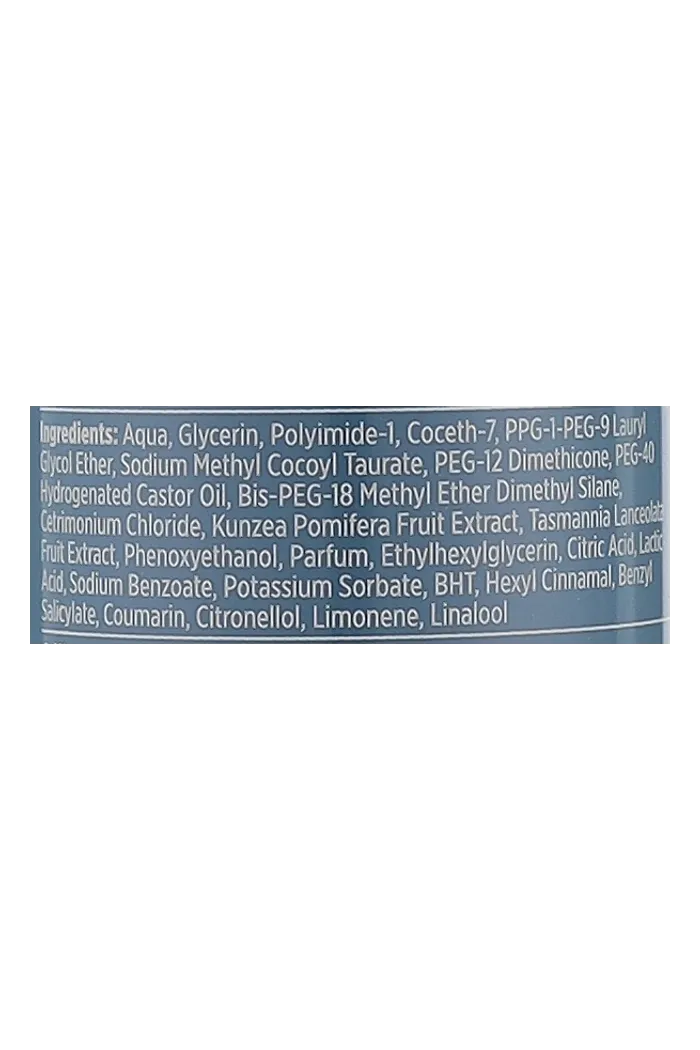 Ingredients: Aqua, Glycerin, Polyimide-1, Coceth-7, PPG-1-PEG-9 Lauryl
Glycol Ether, Sodium Methyl Cocoyl Taurate, PEG-12 Dimethicone, PEG-40
Hydrogenated Castor Oil, Bis-PEG-18 Methyl Ether Dimethyl Silane,
Cetrimonium Chloride, Kunzea Pomifera Fruit Extract, Tasmannia Lanceolata
Fruit Extract, Phenoxyethanol, Parfum, Ethylhexylglycerin, Citric Acid, Lactic
Acid, Sodium Benzoate, Potassium Sorbate, BHT, Hexyl Cinnamal, Benzyl
Salicylate, Coumarin, Citronellol, Limonene, Linalool